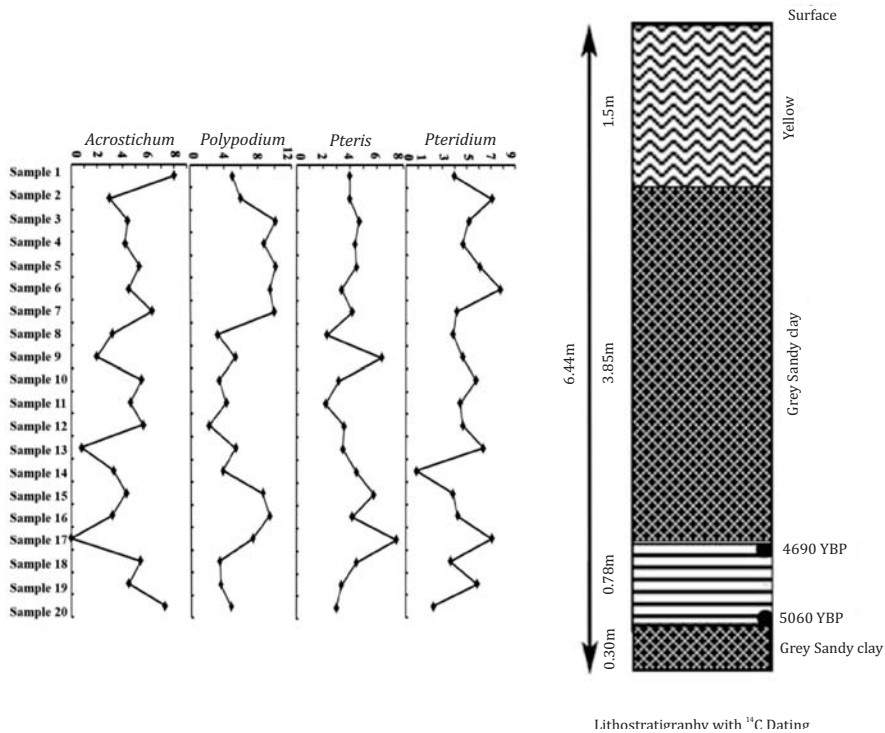 Surface
Acrostichum Polypodium Pteris Pteridium
0 2 4 6 8 0 4 8 12 0 2 4 6 8 0 1 3 5 7 9
Sample 1
Sample 2
Sample 3
Sample 4
Sample 5
Sample 6
Sample 7
Sample 8
Sample 9
Sample 10
Sample 11
Sample 12
Sample 13
Sample 14
Sample 15
Sample 16
Sample 17
Sample 18
Sample 19
Sample 20
6.44m
1.5m
3.85m
0.78m
0.30m
Yellow
Grey Sandy clay
4690 YBP
5060 YBP
Grey Sandy clay
Lithostratigraphy with ¹⁴C Dating